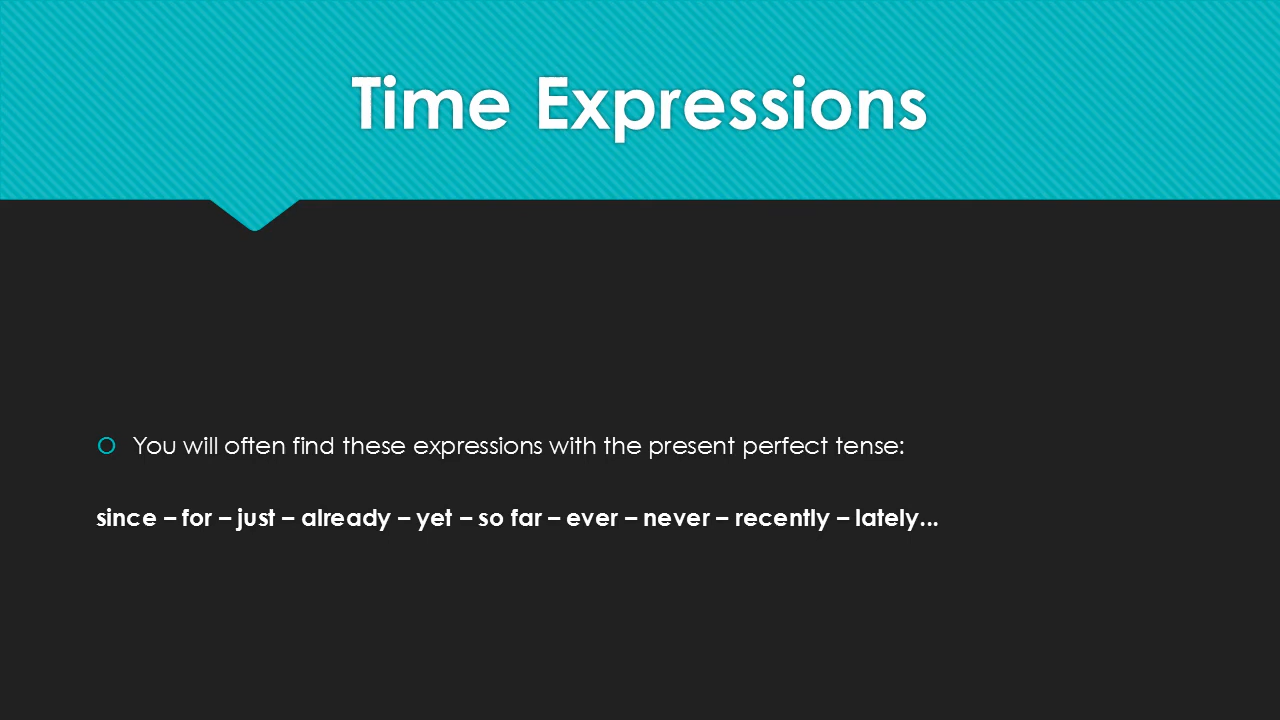 Time Expressions
You will often find these expressions with the present perfect tense:
since – for – just – already – yet – so far – ever – never – recently – lately...